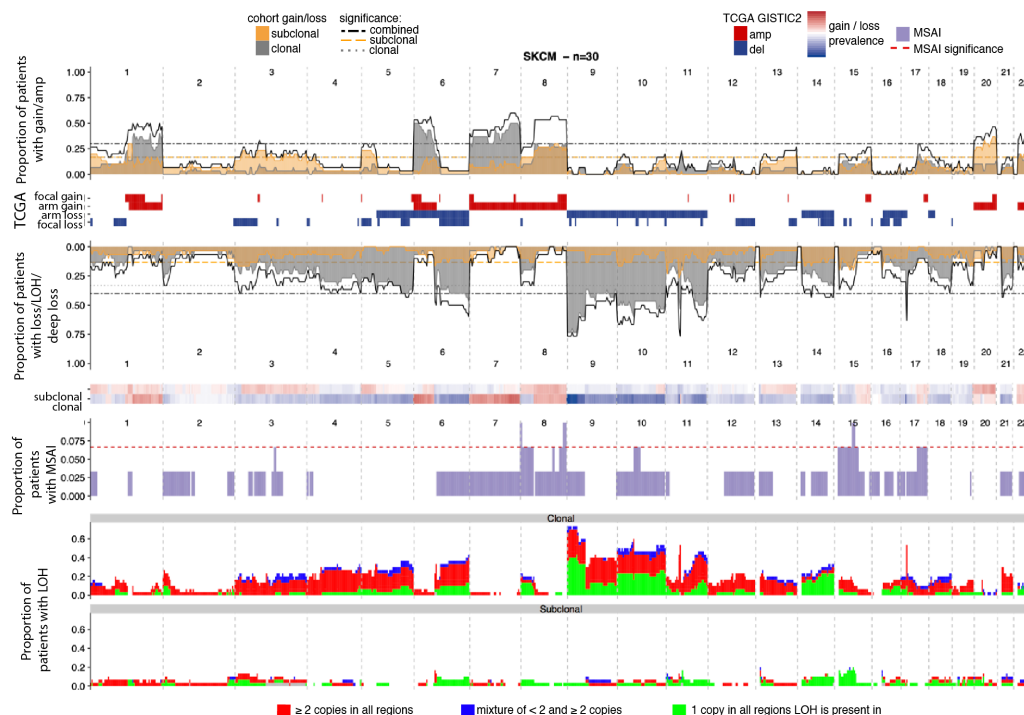 cohort gain/loss
subclonal
clonal
significance:
combined
subclonal
clonal
TCGA GISTIC2
amp
del
gain / loss
prevalence
MSAI
MSAI significance
SKCM – n=30
Proportion of patients
with gain/amp
1.00
0.75
0.50
0.25
0.00
1 2 3 4 5 6 7 8 9 10 11 12 13 14 15 16 17 18 19 20 21
TCGA
focal gain
arm gain
arm loss
focal loss
Proportion of patients
with loss/LOH/
deep loss
0.00
0.25
0.50
0.75
1.00
1 2 3 4 5 6 7 8 9 10 11 12 13 14 15 16 17 18 19 20 21
subclonal
clonal
Proportion of
patients
with MSAI
0.075
0.050
0.025
0.000
1 2 3 4 5 6 7 8 9 10 11 12 13 14 15 16 17 18 19 20 21
Proportion of
patients with LOH
Clonal
0.6
0.4
0.2
0.0
Subclonal
0.6
0.4
0.2
0.0
≥ 2 copies in all regions
mixture of < 2 and ≥ 2 copies
1 copy in all regions LOH is present in